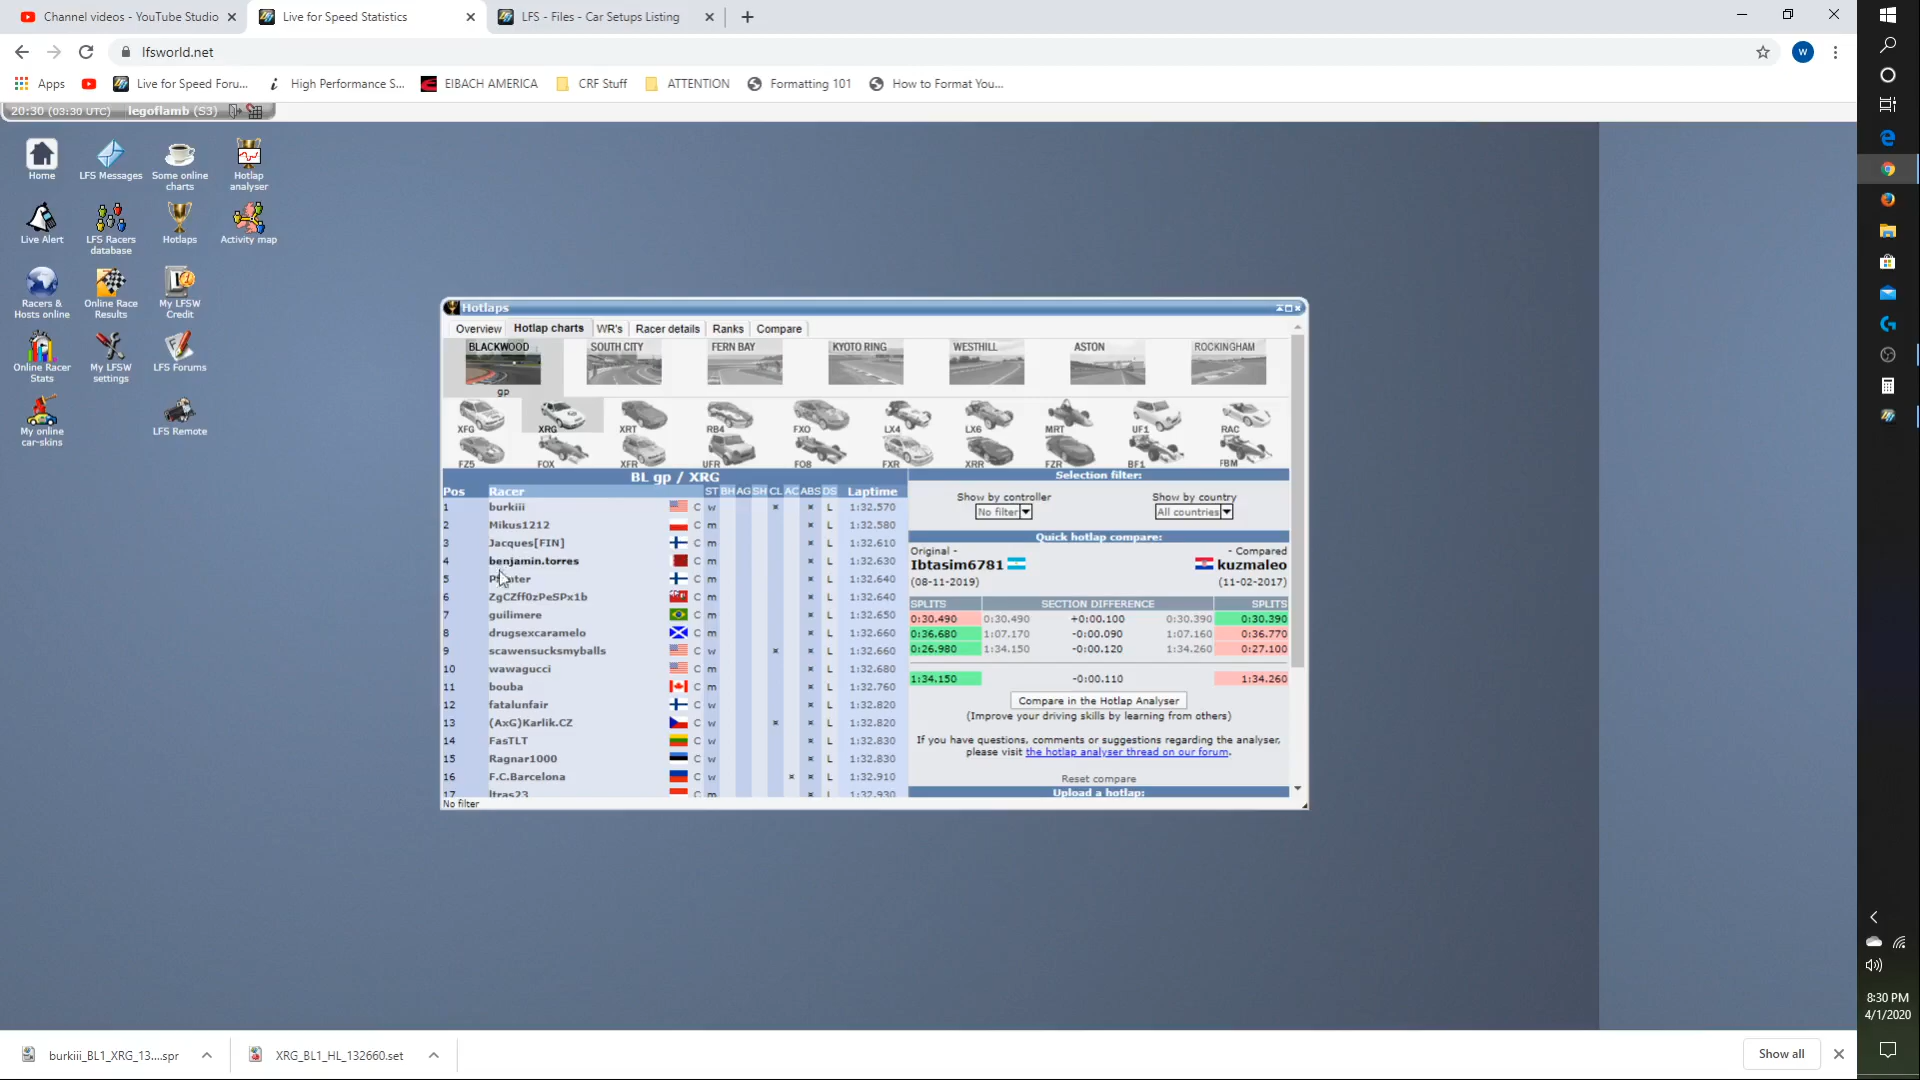 Channel videos - YouTube Studio
Live for Speed Statistics
LFS - Files - Car Setups Listing
lfsworld.net
W
Apps
Live for Speed Foru...
High Performance S...
EIBACH AMERICA
CRF Stuff
ATTENTION
Formatting 101
How to Format You...
20:30 (03:30 UTC) legoflamb (S3)
Home
LFS Messages
Some online charts
Hotlap analyser
Live Alert
LFS Racers database
Hotlaps
Activity map
Racers & Hosts online
Online Race Results
My LFSW Credit
Online Racer Stats
My LFSW settings
LFS Forums
My online car-skins
LFS Remote
Hotlaps
Overview Hotlap charts WR's Racer details Ranks Compare
BLACKWOOD SOUTH CITY FERN BAY KYOTO RING WESTHILL ASTON ROCKINGHAM
gp
XFG XRG XRT RB4 FXO LX4 LX6 MRT UF1 RAC
FZ5 FOX XFR UFR FO8 FXR XRR FZR BF1 FBM
BL gp / XRG
Pos Racer ST BH AG SH CL AC ABS DS Laptime
1 burkiii C w × × L 1:32.570
2 Mikus1212 C m × L 1:32.580
3 Jacques[FIN] C m × L 1:32.610
4 benjamin.torres C m × L 1:32.630
5 C m × L 1:32.640
6 ZgCZff0zPeSPx1b C m × L 1:32.640
7 guilimere C m × L 1:32.650
8 drugsexcaramelo C m × L 1:32.660
9 scawensucksmyballs C w × × L 1:32.660
10 wawagucci C m × L 1:32.680
11 bouba C m × L 1:32.760
12 fatalunfair C w × L 1:32.820
13 (AxG)Karlik.CZ C w × × L 1:32.820
14 FasTLT C w × L 1:32.830
15 Ragnar1000 C w × L 1:32.830
16 F.C.Barcelona C w × × L 1:32.910
17 ltras23 C m × L 1:32.930
No filter
Selection filter:
Show by controller Show by country
No filter All countries
Quick hotlap compare:
Original - - Compared
Ibtasim6781 kuzmaleo
(08-11-2019) (11-02-2017)
SPLITS SECTION DIFFERENCE SPLITS
0:30.490 0:30.490 +0:00.100 0:30.390 0:30.390
0:36.680 1:07.170 -0:00.090 1:07.160 0:36.770
0:26.980 1:34.150 -0:00.120 1:34.260 0:27.100
1:34.150 -0:00.110 1:34.260
Compare in the Hotlap Analyser
(Improve your driving skills by learning from others)
If you have questions, comments or suggestions regarding the analyser,
please visit the hotlap analyser thread on our forum.
Reset compare
Upload a hotlap:
burkiii_BL1_XRG_13....spr
XRG_BL1_HL_132660.set
Show all
8:30 PM
4/1/2020